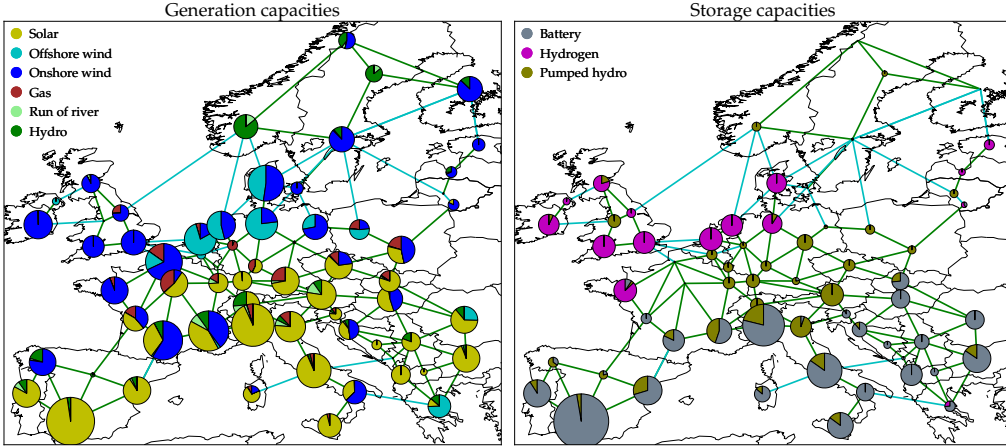 Generation capacities
Solar
Offshore wind
Onshore wind
Gas
Run of river
Hydro
Storage capacities
Battery
Hydrogen
Pumped hydro